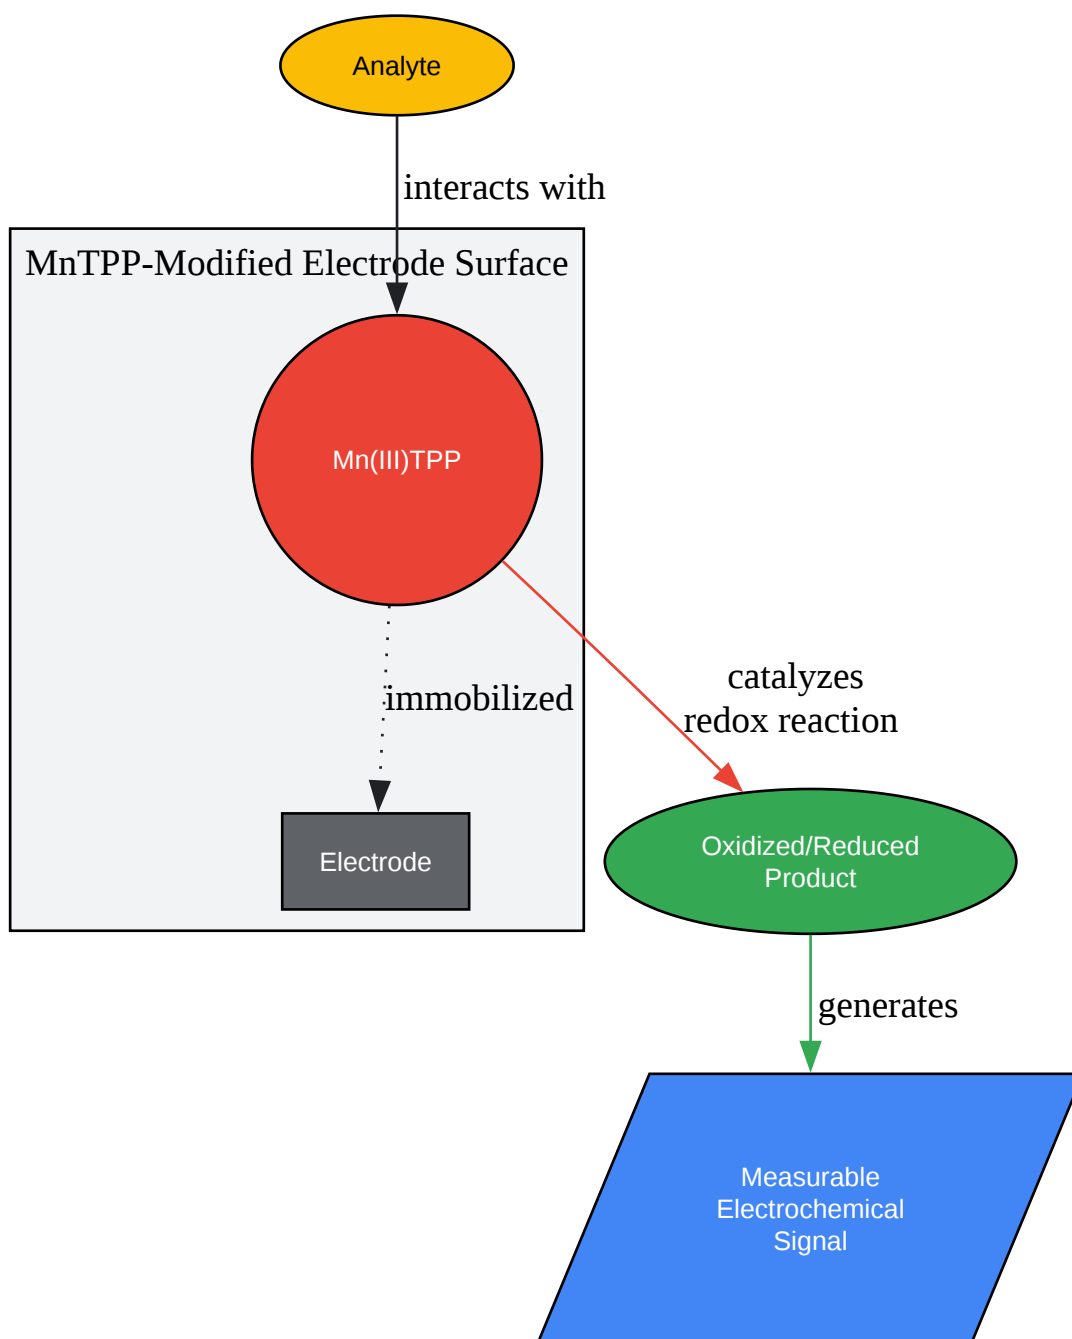 Analyte
interacts with
MnTPP-Modified Electrode Surface
Mn(III)TPP
immobilized
catalyzes
redox reaction
Electrode
Oxidized/Reduced
Product
generates
Measurable
Electrochemical
Signal